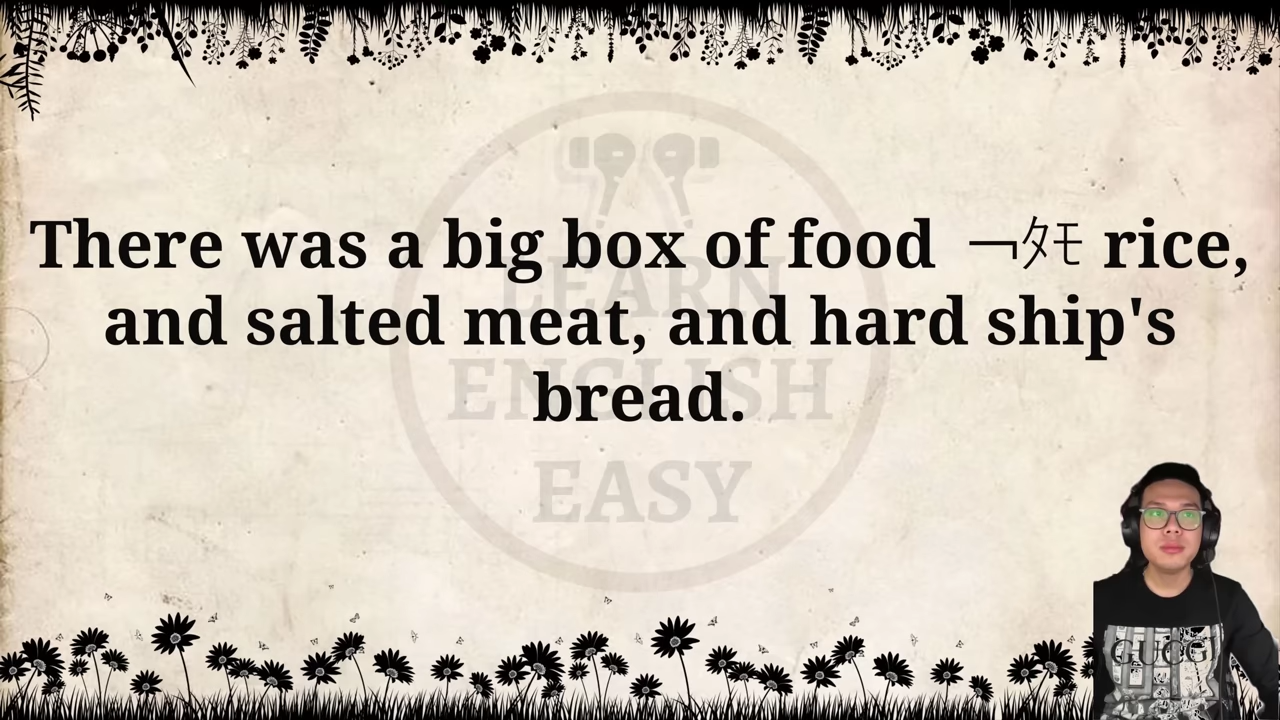 There was a big box of food ￢ﾀﾓ rice,
and salted meat, and hard ship's
bread.
LEARN
ENGLISH
EASY
GUCCI